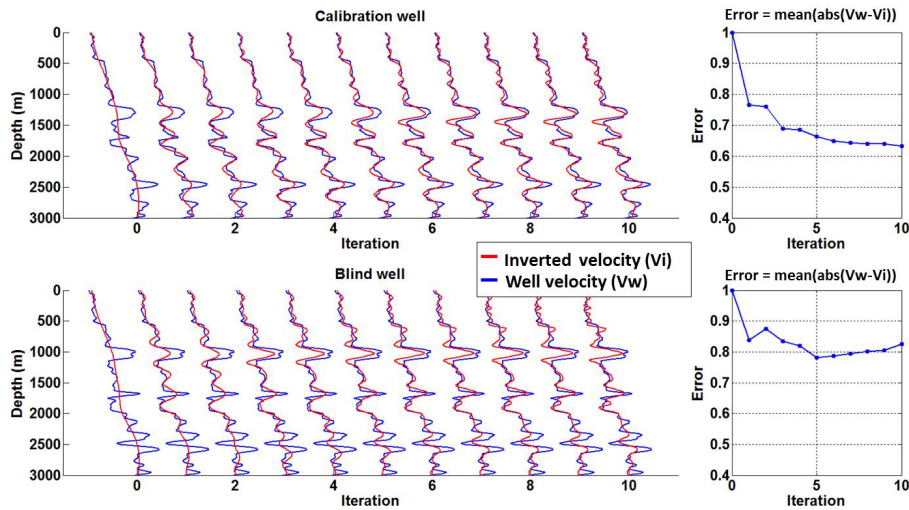 Calibration well
0
500
1000
1500
2000
2500
3000
Depth (m)
0 2 4 6 8 10
Iteration
Error = mean(abs(Vw-Vi))
1
0.9
0.8
0.7
0.6
0.5
0.4
Error
0 5 10
Iteration
Inverted velocity (Vi)
Well velocity (Vw)
Blind well
0
500
1000
1500
2000
2500
3000
Depth (m)
0 2 4 6 8 10
Iteration
Error = mean(abs(Vw-Vi))
1
0.9
0.8
0.7
0.6
0.5
0.4
Error
0 5 10
Iteration